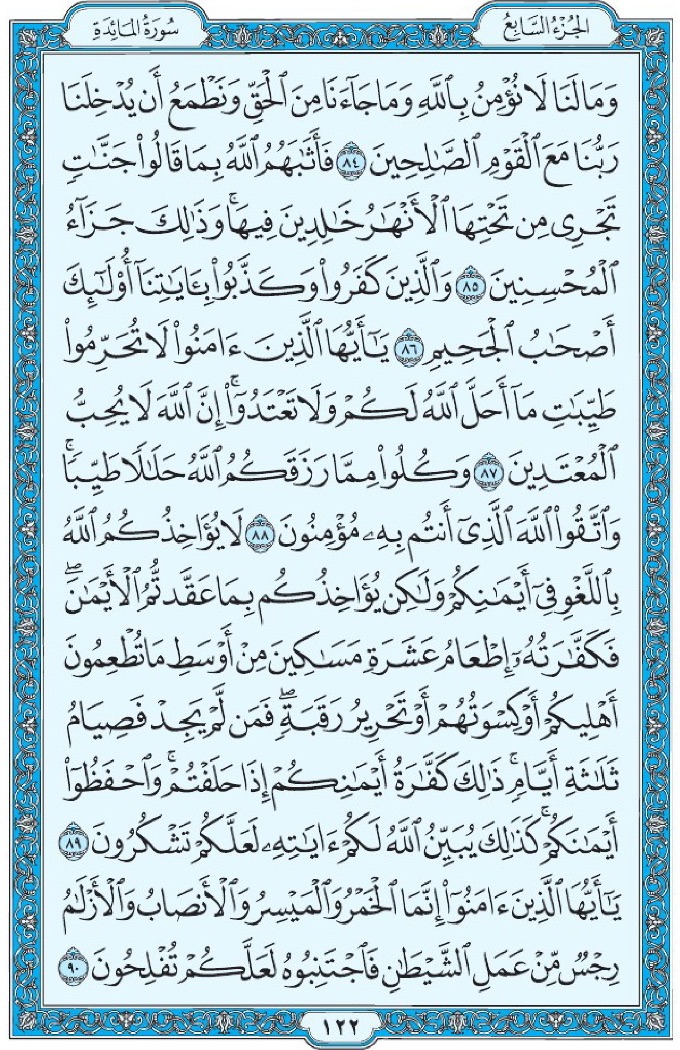 الجُزْءُ السَّابِعُ
سُورَةُ المَائِدَةِ
وَمَا لَنَا لَا نُؤْمِنُ بِٱللَّهِ وَمَا جَآءَنَا مِنَ ٱلْحَقِّ وَنَطْمَعُ أَن يُدْخِلَنَا
رَبُّنَا مَعَ ٱلْقَوْمِ ٱلصَّٰلِحِينَ ٨٤ فَأَثَٰبَهُمُ ٱللَّهُ بِمَا قَالُوا۟ جَنَّٰتٍ
تَجْرِى مِن تَحْتِهَا ٱلْأَنْهَٰرُ خَٰلِدِينَ فِيهَا ۚ وَذَٰلِكَ جَزَآءُ
ٱلْمُحْسِنِينَ ٨٥ وَٱلَّذِينَ كَفَرُوا۟ وَكَذَّبُوا۟ بِـَٔايَٰتِنَآ أُو۟لَٰٓئِكَ
أَصْحَٰبُ ٱلْجَحِيمِ ٨٦ يَٰٓأَيُّهَا ٱلَّذِينَ ءَامَنُوا۟ لَا تُحَرِّمُوا۟
طَيِّبَٰتِ مَآ أَحَلَّ ٱللَّهُ لَكُمْ وَلَا تَعْتَدُوٓا۟ ۚ إِنَّ ٱللَّهَ لَا يُحِبُّ
ٱلْمُعْتَدِينَ ٨٧ وَكُلُوا۟ مِمَّا رَزَقَكُمُ ٱللَّهُ حَلَٰلًا طَيِّبًا ۚ
وَٱتَّقُوا۟ ٱللَّهَ ٱلَّذِىٓ أَنتُم بِهِۦ مُؤْمِنُونَ ٨٨ لَا يُؤَاخِذُكُمُ ٱللَّهُ
بِٱللَّغْوِ فِىٓ أَيْمَٰنِكُمْ وَلَٰكِن يُؤَاخِذُكُم بِمَا عَقَّدتُّمُ ٱلْأَيْمَٰنَ ۖ
فَكَفَّٰرَتُهُۥٓ إِطْعَامُ عَشَرَةِ مَسَٰكِينَ مِنْ أَوْسَطِ مَا تُطْعِمُونَ
أَهْلِيكُمْ أَوْ كِسْوَتُهُمْ أَوْ تَحْرِيرُ رَقَبَةٍ ۖ فَمَن لَّمْ يَجِدْ فَصِيَامُ
ثَلَٰثَةِ أَيَّامٍ ۚ ذَٰلِكَ كَفَّٰرَةُ أَيْمَٰنِكُمْ إِذَا حَلَفْتُمْ ۚ وَٱحْفَظُوٓا۟
أَيْمَٰنَكُمْ ۚ كَذَٰلِكَ يُبَيِّنُ ٱللَّهُ لَكُمْ ءَايَٰتِهِۦ لَعَلَّكُمْ تَشْكُرُونَ ٨٩
يَٰٓأَيُّهَا ٱلَّذِينَ ءَامَنُوٓا۟ إِنَّمَا ٱلْخَمْرُ وَٱلْمَيْسِرُ وَٱلْأَنصَابُ وَٱلْأَزْلَٰمُ
رِجْسٌ مِّنْ عَمَلِ ٱلشَّيْطَٰنِ فَٱجْتَنِبُوهُ لَعَلَّكُمْ تُفْلِحُونَ ٩٠
١٢٢